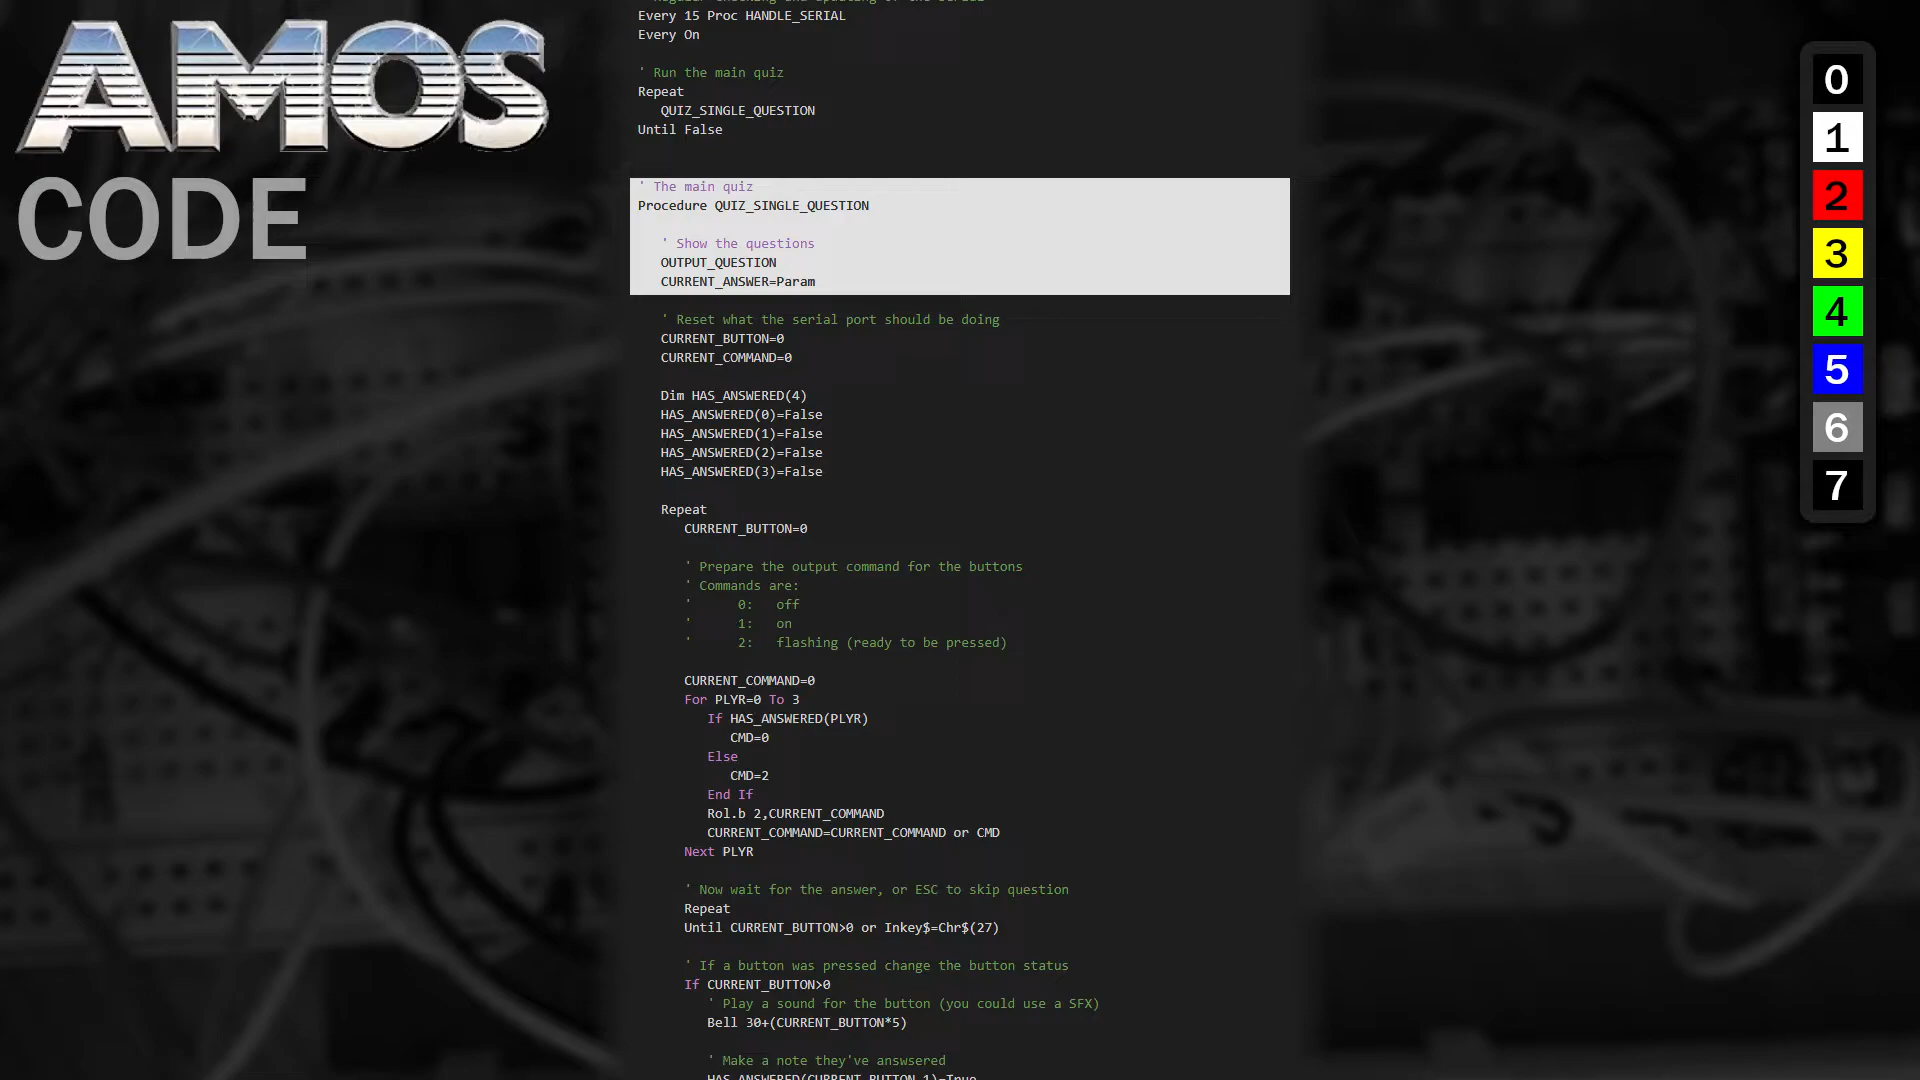 AMOS
CODE
Every 15 Proc HANDLE_SERIAL
Every On
' Run the main quiz
Repeat
QUIZ_SINGLE_QUESTION
Until False
' The main quiz
Procedure QUIZ_SINGLE_QUESTION
' Show the questions
OUTPUT_QUESTION
CURRENT_ANSWER=Param
' Reset what the serial port should be doing
CURRENT_BUTTON=0
CURRENT_COMMAND=0
Dim HAS_ANSWERED(4)
HAS_ANSWERED(0)=False
HAS_ANSWERED(1)=False
HAS_ANSWERED(2)=False
HAS_ANSWERED(3)=False
Repeat
CURRENT_BUTTON=0
' Prepare the output command for the buttons
' Commands are:
' 0: off
' 1: on
' 2: flashing (ready to be pressed)
CURRENT_COMMAND=0
For PLYR=0 To 3
If HAS_ANSWERED(PLYR)
CMD=0
Else
CMD=2
End If
Rol.b 2,CURRENT_COMMAND
CURRENT_COMMAND=CURRENT_COMMAND or CMD
Next PLYR
' Now wait for the answer, or ESC to skip question
Repeat
Until CURRENT_BUTTON>0 or Inkey$=Chr$(27)
' If a button was pressed change the button status
If CURRENT_BUTTON>0
' Play a sound for the button (you could use a SFX)
Bell 30+(CURRENT_BUTTON*5)
' Make a note they've answsered
0
1
2
3
4
5
6
7